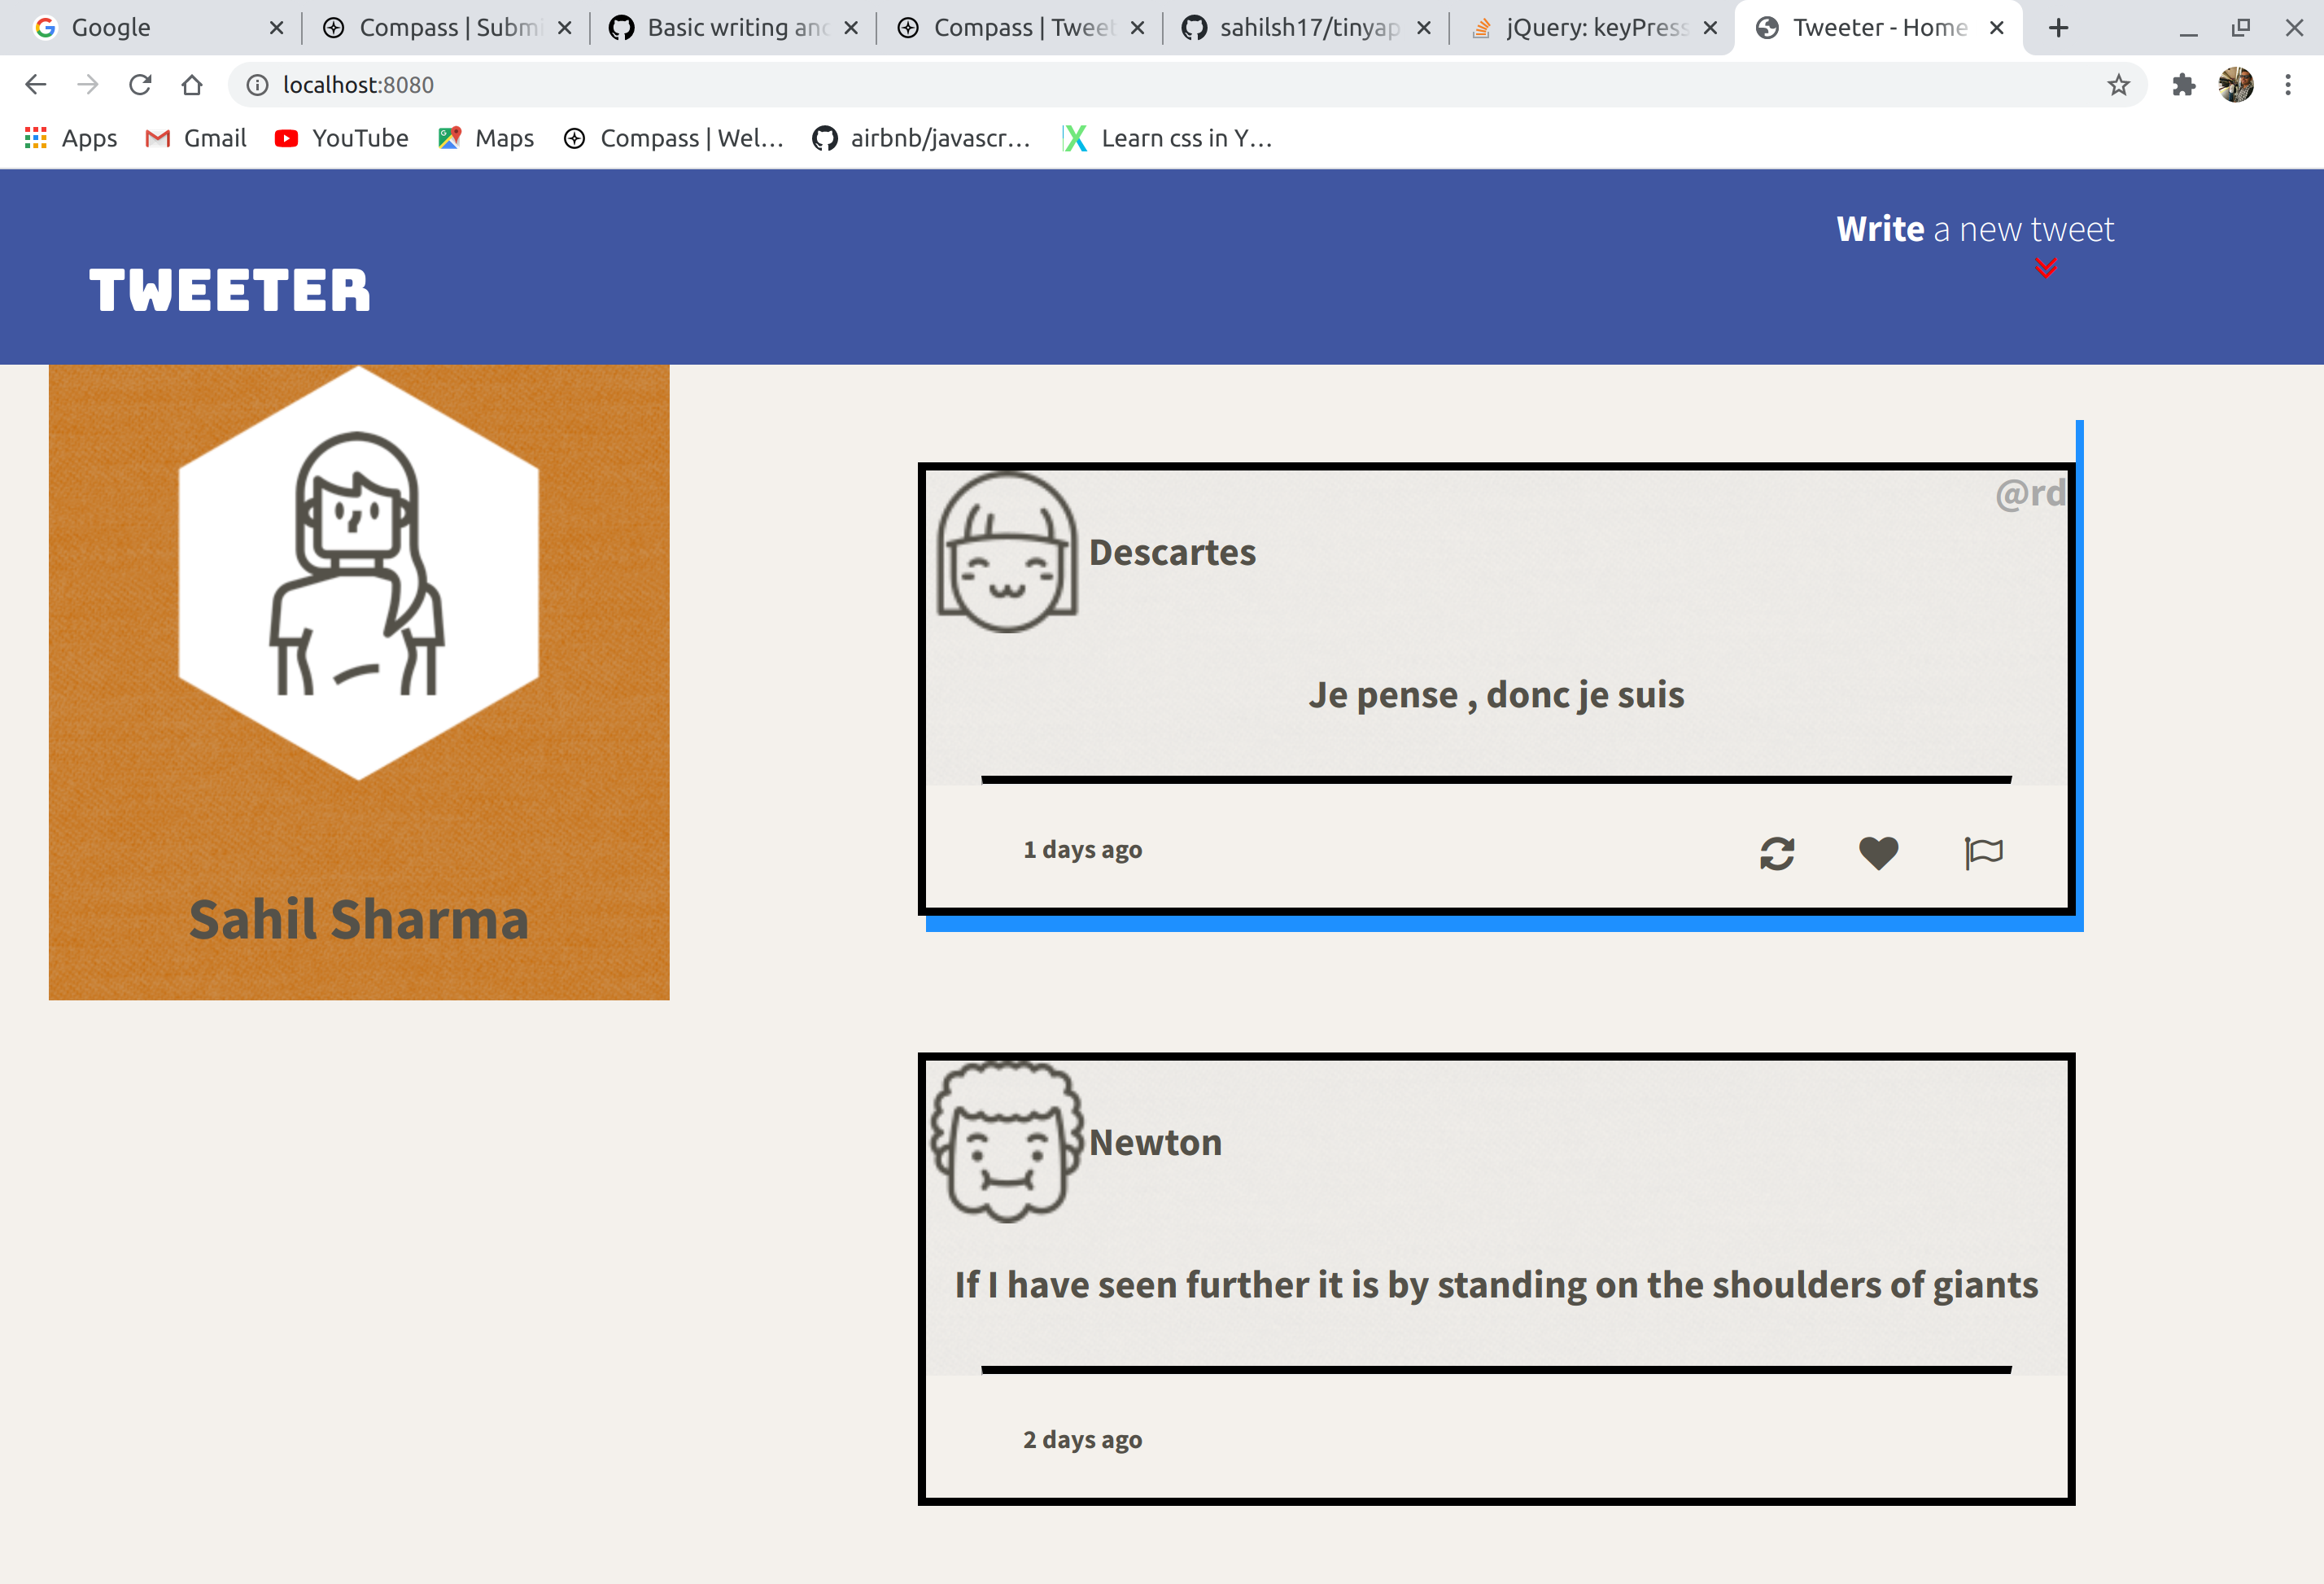 Google
Compass | Submi
Basic writing and
Compass | Tweet
sahilsh17/tinyap
jQuery: keyPress
Tweeter - Home
localhost:8080
Apps
Gmail
YouTube
Maps
Compass | Wel...
airbnb/javascr...
Learn css in Y...
Write a new tweet
TWEETER
Sahil Sharma
@rd
Descartes
Je pense , donc je suis
1 days ago
Newton
If I have seen further it is by standing on the shoulders of giants
2 days ago